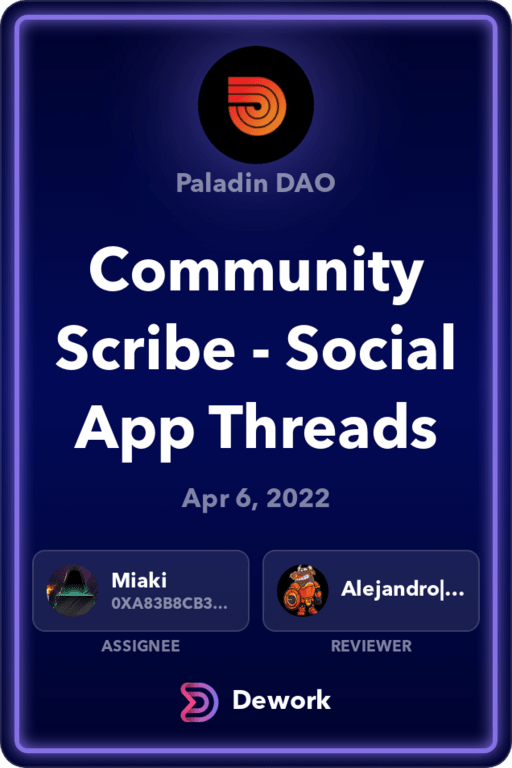 Paladin DAO
Community
Scribe - Social
App Threads
Apr 6, 2022
Miaki
0XA83B8CB3...
Alejandro|...
ASSIGNEE
REVIEWER
Dework